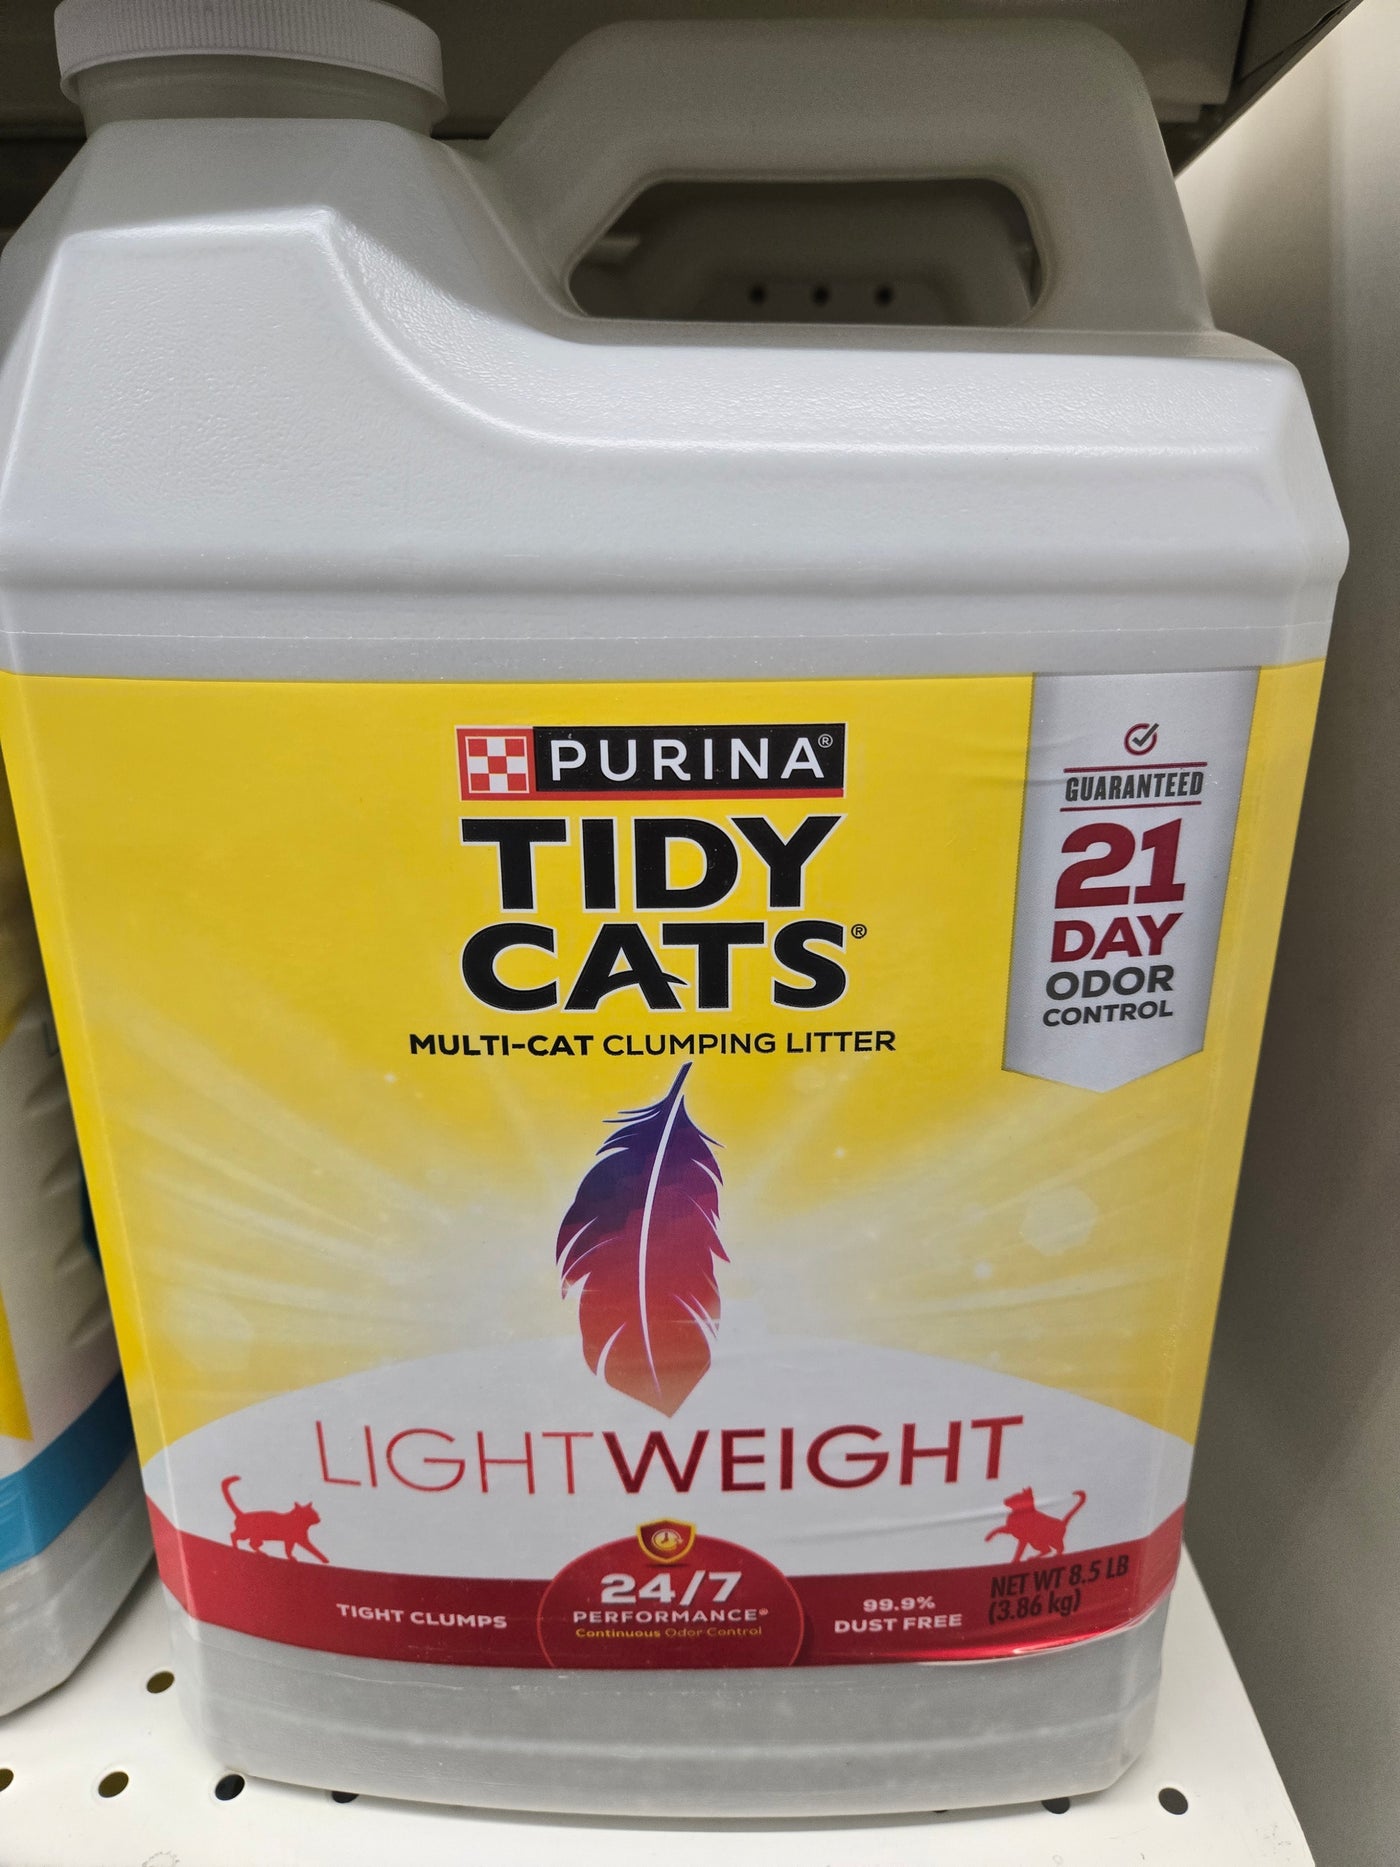 PURINA®
TIDY
CATS®
MULTI-CAT CLUMPING LITTER
GUARANTEED
21
DAY
ODOR
CONTROL
LIGHTWEIGHT
TIGHT CLUMPS
24/7
PERFORMANCE®
Continuous Odor Control
99.9%
DUST FREE
NET WT 8.5 LB
(3.86 kg)